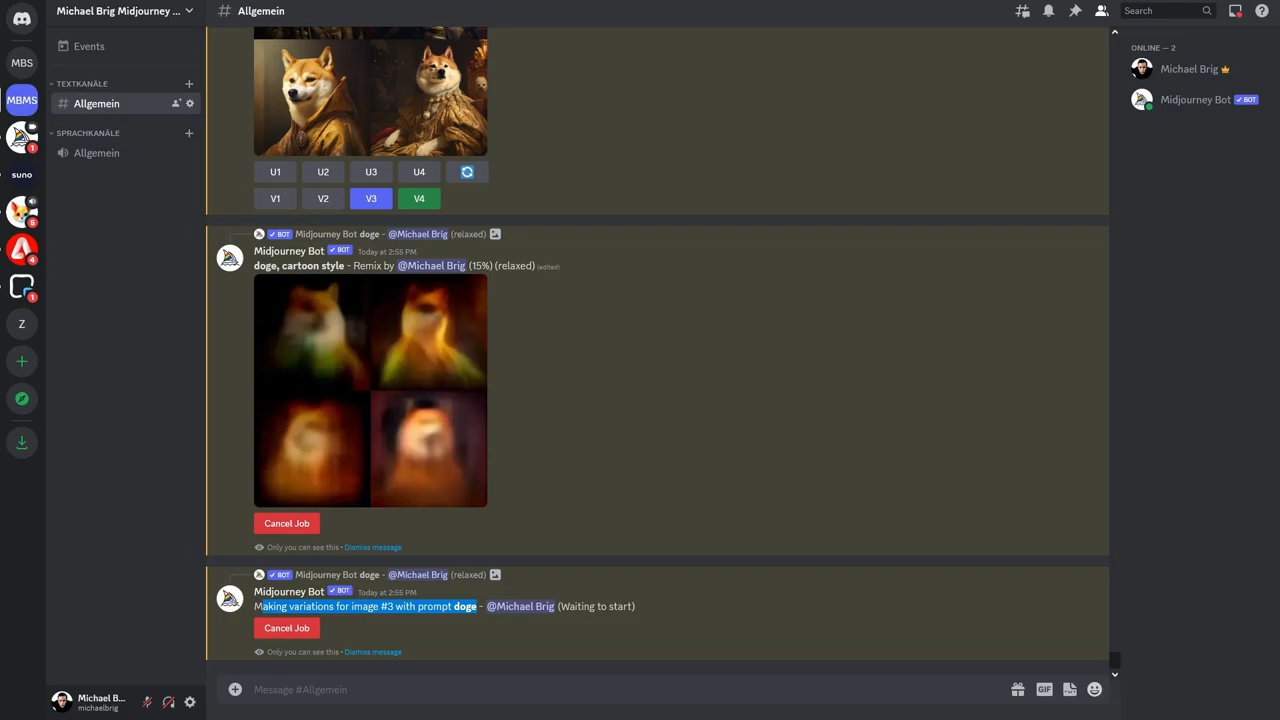 Michael Brig Midjourney ...
Allgemein
Search
MBS
Events
ONLINE — 2
Michael Brig
TEXTKANÄLE
MBMS
Allgemein
Midjourney Bot BOT
SPRACHKANÄLE
1
Allgemein
suno
U1 U2 U3 U4
V1 V2 V3 V4
6
4
1
Z
BOT Midjourney Bot doge - @Michael Brig (relaxed)
Midjourney Bot BOT Today at 2:55 PM
doge, cartoon style - Remix by @Michael Brig (15%) (relaxed) (edited)
Cancel Job
Only you can see this • Dismiss message
BOT Midjourney Bot doge - @Michael Brig (relaxed)
Midjourney Bot BOT Today at 2:55 PM
Making variations for image #3 with prompt doge - @Michael Brig (Waiting to start)
Cancel Job
Only you can see this • Dismiss message
Message #Allgemein
GIF
Michael B...
michaelbrig